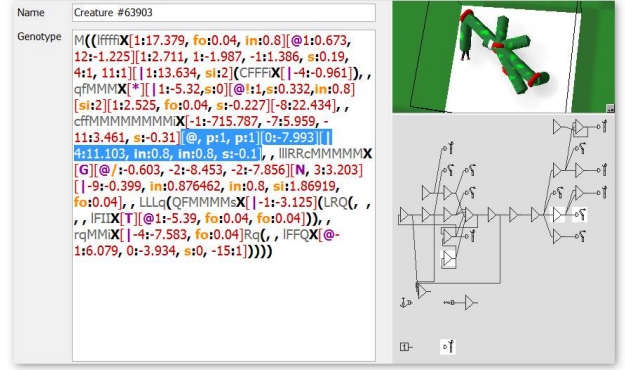 Name Creature #63903
Genotype M((lffffiX[1:17.379, fo:0.04, in:0.8][@1:0.673,
12:-1.225][1:2.711, 1:-1.987, -1:1.386, s:0.19,
4:1, 11:1][|1:13.634, si:2](CFFFiX[|-4:-0.961]), ,
qfMMMX[*][|1:-5.32,s:0][@!:1,s:0.332,in:0.8]
[si:2][1:2.525, fo:0.04, s:-0.227][-8:22.434], ,
cffMMMMMMMMiX[-1:-715.787, -7:5.959, -
11:3.461, s:-0.31][@, p:1, p:1][0:-7.993][|
4:11.103, in:0.8, in:0.8, s:-0.1], , lllRRcMMMMMX
[G][@/:-0.603, -2:-8.453, -2:-7.856][N, 3:3.203]
[|-9:-0.399, in:0.876462, in:0.8, si:1.86919,
fo:0.04], , LLLq(QFMMMMsX[|-1:-3.125](LRQ(, ,
, , lFIIX[T][@1:-5.39, fo:0.04, fo:0.04])), ,
rqMMiX[|-4:-7.583, fo:0.04]Rq(, , lFFQX[@-
1:6.079, 0:-3.934, s:0, -15:1]))))